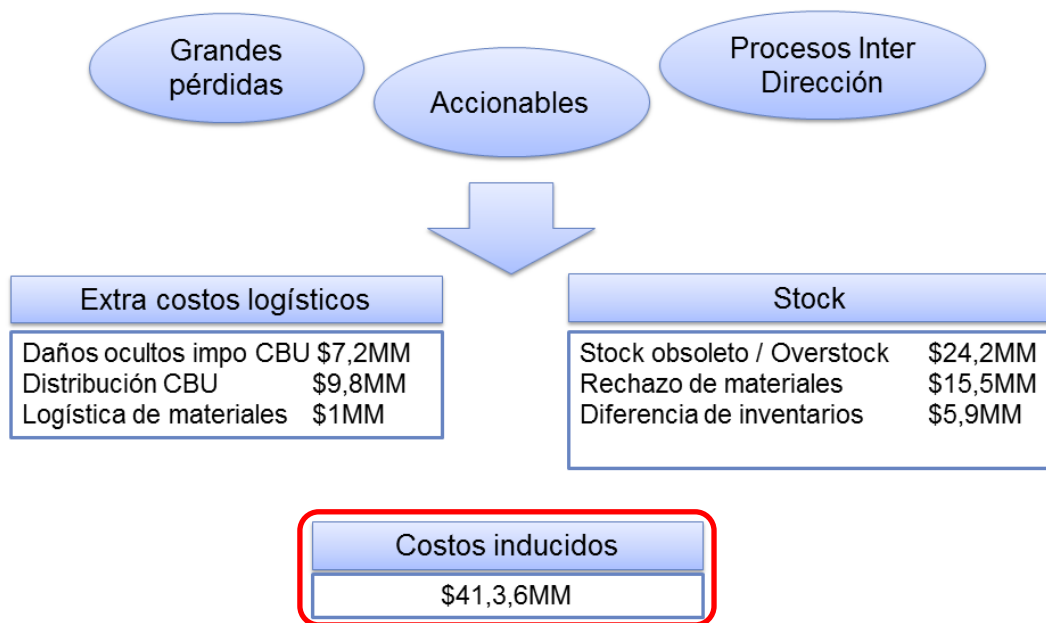 Grandes
pérdidas
Accionables
Procesos Inter
Dirección
Extra costos logísticos
Daños ocultos impo CBU $7,2MM
Distribución CBU $9,8MM
Logística de materiales $1MM
Stock
Stock obsoleto / Overstock $24,2MM
Rechazo de materiales $15,5MM
Diferencia de inventarios $5,9MM
Costos inducidos
$41,3,6MM